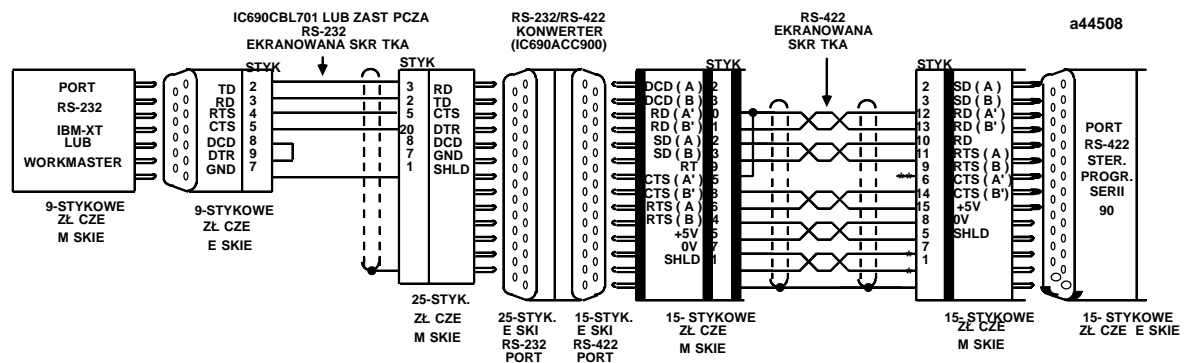 IC690CBL701 LUB ZAST PCZA
RS-232
EKRANOWANA SKR TKA
RS-232/RS-422
KONWERTER
(IC690ACC900)
RS-422
EKRANOWANA
SKR TKA
a44508
PORT
RS-232
IBM-XT
LUB
WORKMASTER
9-STYKOWE
ZŁ CZE
M SKIE
STYK
TD 2
RD 3
RTS 4
CTS 5
DCD 8
DTR 9
GND 7
9-STYKOWE
ZŁ CZE
E SKIE
STYK
3 RD
2 TD
5 CTS
20 DTR
8 DCD
7 GND
1 SHLD
25-STYK.
ZŁ CZE
M SKIE
25-STYK.
E SKI
RS-232
PORT
15-STYK.
E SKI
RS-422
PORT
STYK
DCD ( A ) 2
DCD ( B ) 3
RD ( A') 0
RD ( B') 1
SD ( A ) 2
SD ( B ) 3
RT
CTS ( A') 5
CTS ( B') 8
RTS ( A ) 6
RTS ( B ) 4
+5V 5
0V 7
SHLD 1
15- STYKOWE
ZŁ CZE
M SKIE
STYK
2 SD ( A )
3 SD ( B )
12 RD ( A')
13 RD ( B')
10 RD
11 RTS ( A )
9 RTS ( B )
** 6 CTS ( A')
14 CTS ( B')
15 +5V
8 0V
5 SHLD
* 7
* 1
15- STYKOWE
ZŁ CZE
M SKIE
PORT
RS-422
STER.
PROGR.
SERII
90
15- STYKOWE
ZŁ CZE E SKIE